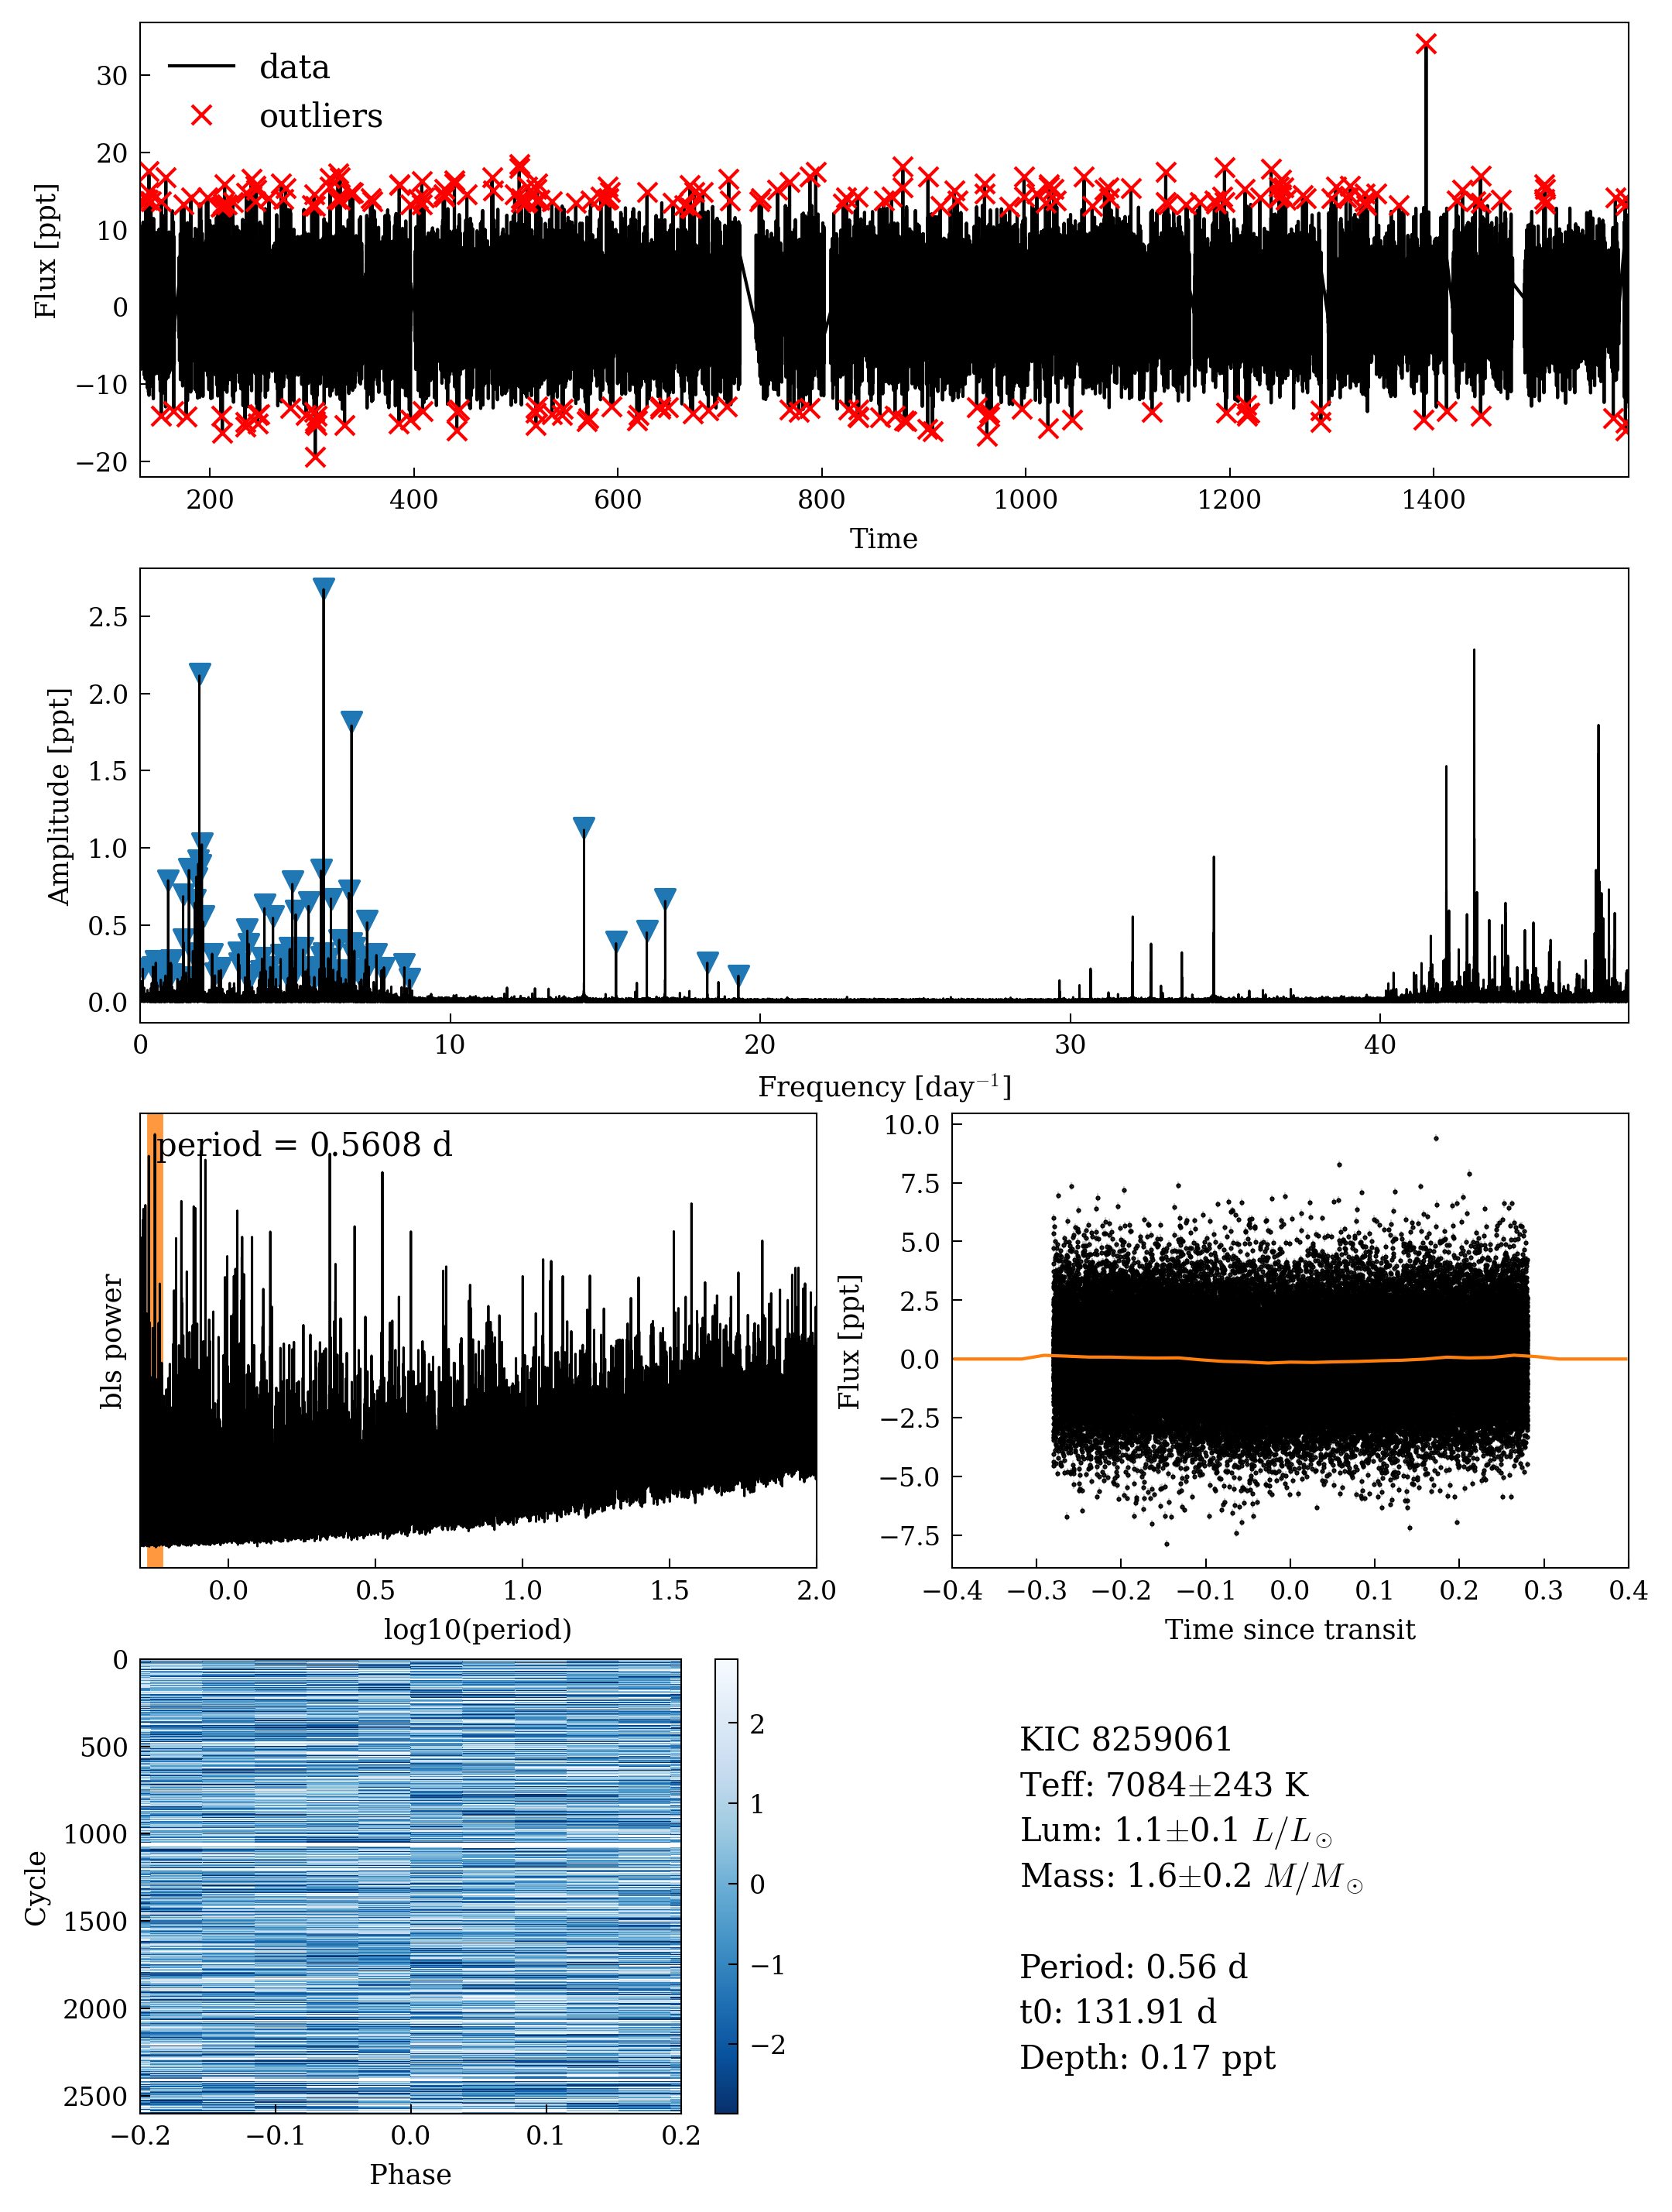 data
outliers
30
20
10
0
−10
−20
Flux [ppt]
200 400 600 800 1000 1200 1400
Time
2.5
2.0
1.5
1.0
0.5
0.0
Amplitude [ppt]
0 10 20 30 40
Frequency [day⁻¹]
period = 0.5608 d
bls power
0.0 0.5 1.0 1.5 2.0
log10(period)
10.0
7.5
5.0
2.5
0.0
−2.5
−5.0
−7.5
Flux [ppt]
−0.4 −0.3 −0.2 −0.1 0.0 0.1 0.2 0.3 0.4
Time since transit
0
500
1000
1500
2000
2500
Cycle
−0.2 −0.1 0.0 0.1 0.2
Phase
2
1
0
−1
−2
KIC 8259061
Teff: 7084±243 K
Lum: 1.1±0.1 L/L⊙
Mass: 1.6±0.2 M/M⊙
Period: 0.56 d
t0: 131.91 d
Depth: 0.17 ppt